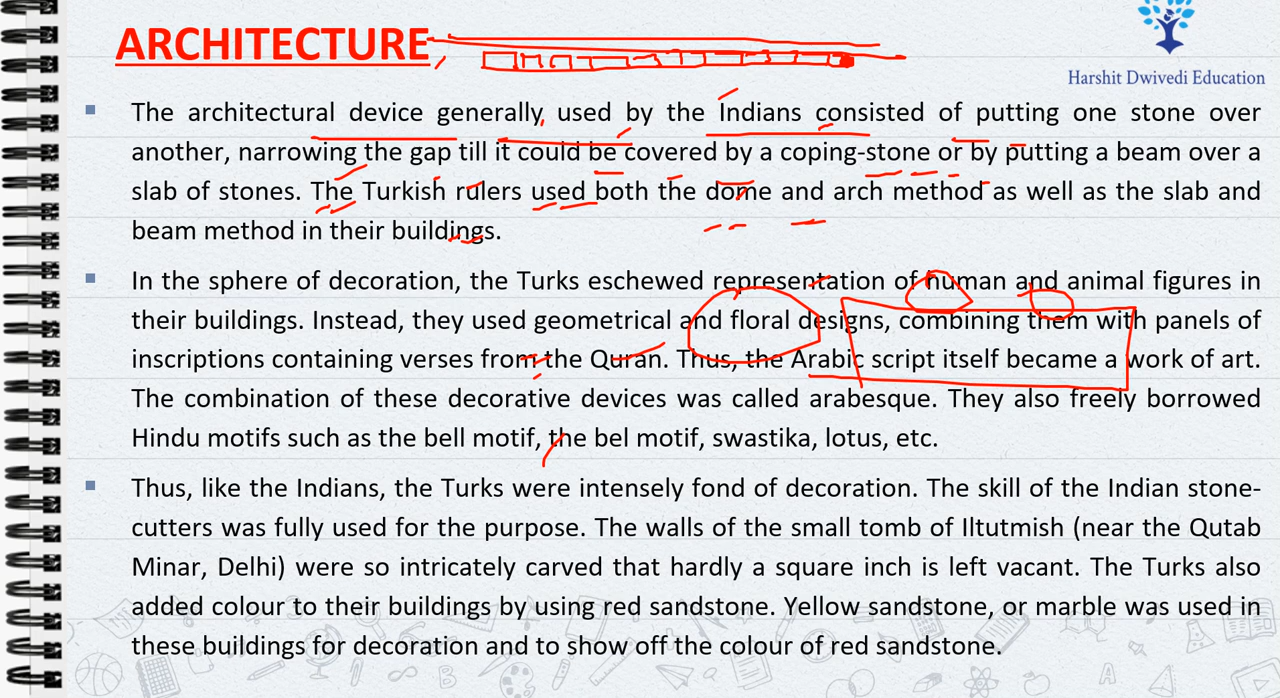 ARCHITECTURE
Harshit Dwivedi Education
▪ The architectural device generally used by the Indians consisted of putting one stone over
another, narrowing the gap till it could be covered by a coping-stone or by putting a beam over a
slab of stones. The Turkish rulers used both the dome and arch method as well as the slab and
beam method in their buildings.
▪ In the sphere of decoration, the Turks eschewed representation of human and animal figures in
their buildings. Instead, they used geometrical and floral designs, combining them with panels of
inscriptions containing verses from the Quran. Thus, the Arabic script itself became a work of art.
The combination of these decorative devices was called arabesque. They also freely borrowed
Hindu motifs such as the bell motif, the bel motif, swastika, lotus, etc.
▪ Thus, like the Indians, the Turks were intensely fond of decoration. The skill of the Indian stone-
cutters was fully used for the purpose. The walls of the small tomb of Iltutmish (near the Qutab
Minar, Delhi) were so intricately carved that hardly a square inch is left vacant. The Turks also
added colour to their buildings by using red sandstone. Yellow sandstone, or marble was used in
these buildings for decoration and to show off the colour of red sandstone.